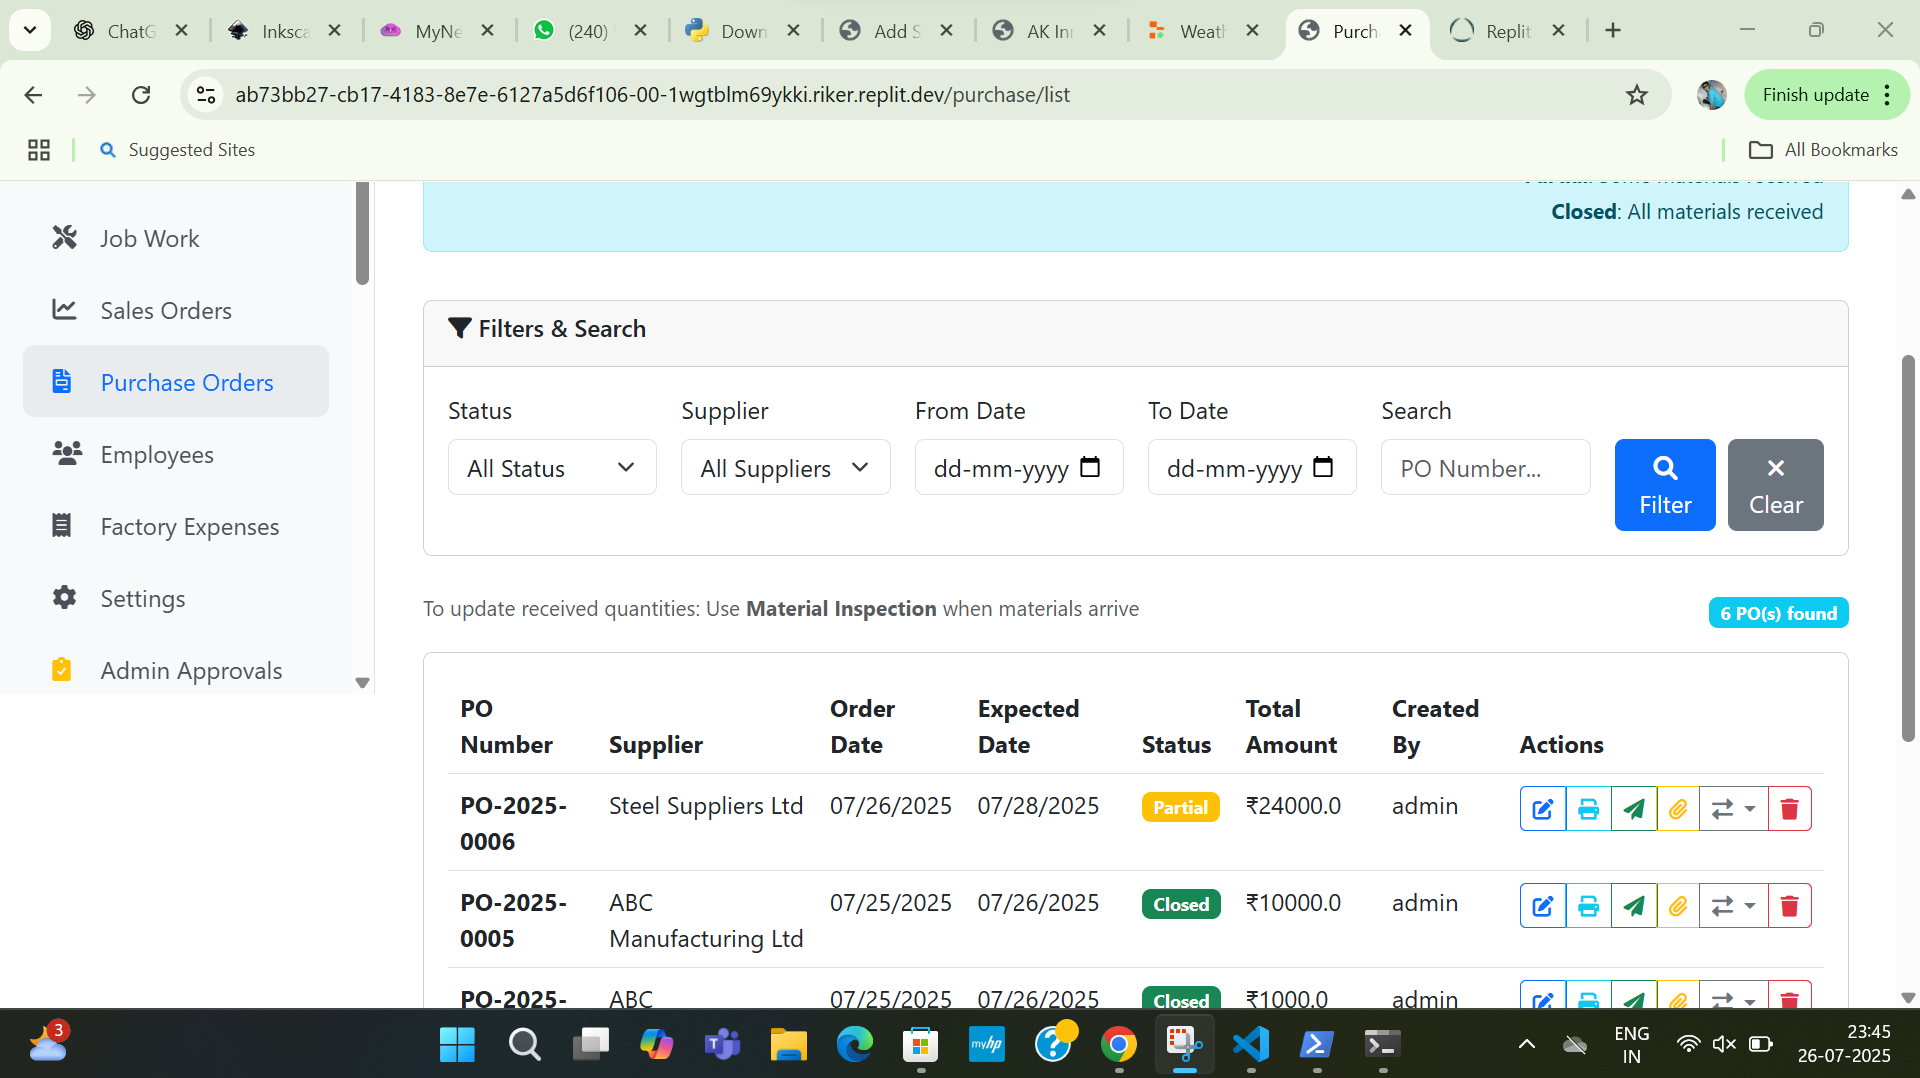 ChatG
Inksca
MyNe
(240)
Down
Add S
AK In
Weath
Purch
Replit
ab73bb27-cb17-4183-8e7e-6127a5d6f106-00-1wgtblm69ykki.riker.replit.dev/purchase/list
Finish update
Suggested Sites
All Bookmarks
Job Work
Sales Orders
Purchase Orders
Employees
Factory Expenses
Settings
Admin Approvals
Closed: All materials received
Filters & Search
Status
Supplier
From Date
To Date
Search
All Status
All Suppliers
dd-mm-yyyy
dd-mm-yyyy
PO Number...
Filter
Clear
To update received quantities: Use Material Inspection when materials arrive
6 PO(s) found
PO Number
Supplier
Order Date
Expected Date
Status
Total Amount
Created By
Actions
PO-2025-0006
Steel Suppliers Ltd
07/26/2025
07/28/2025
Partial
₹24000.0
admin
PO-2025-0005
ABC Manufacturing Ltd
07/25/2025
07/26/2025
Closed
₹10000.0
admin
PO-2025-
ABC
07/25/2025
07/26/2025
Closed
₹1000.0
admin
3
myhp
ENG
IN
23:45
26-07-2025